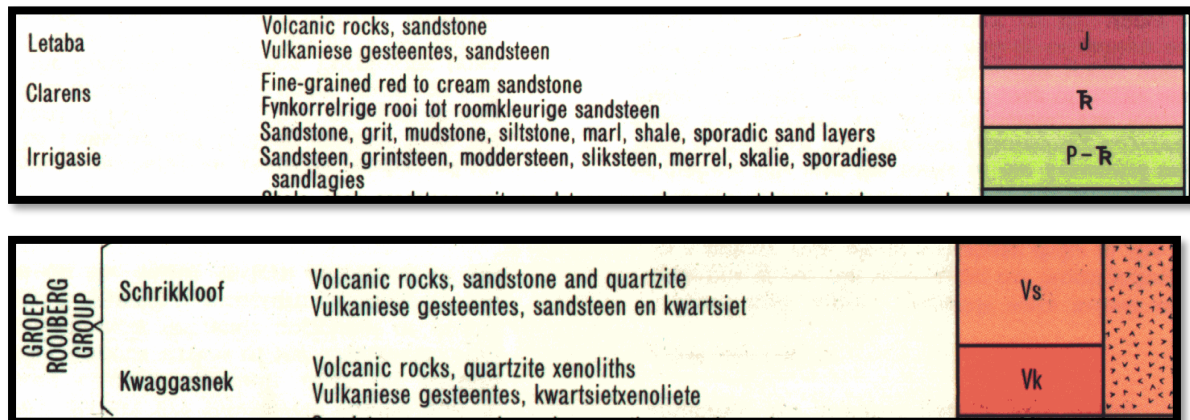 Letaba
Volcanic rocks, sandstone
Vulkaniese gesteentes, sandsteen
J
Clarens
Fine-grained red to cream sandstone
Fynkorrelrige rooi tot roomkleurige sandsteen
TR
Irrigasie
Sandstone, grit, mudstone, siltstone, marl, shale, sporadic sand layers
Sandsteen, grintsteen, moddersteen, sliksteen, merrel, skalie, sporadiese
sandlagies
P-TR
GROEP
ROOIBERG
GROUP
Schrikkloof
Volcanic rocks, sandstone and quartzite
Vulkaniese gesteentes, sandsteen en kwartsiet
Vs
Kwaggasnek
Volcanic rocks, quartzite xenoliths
Vulkaniese gesteentes, kwartsietxenoliete
Vk